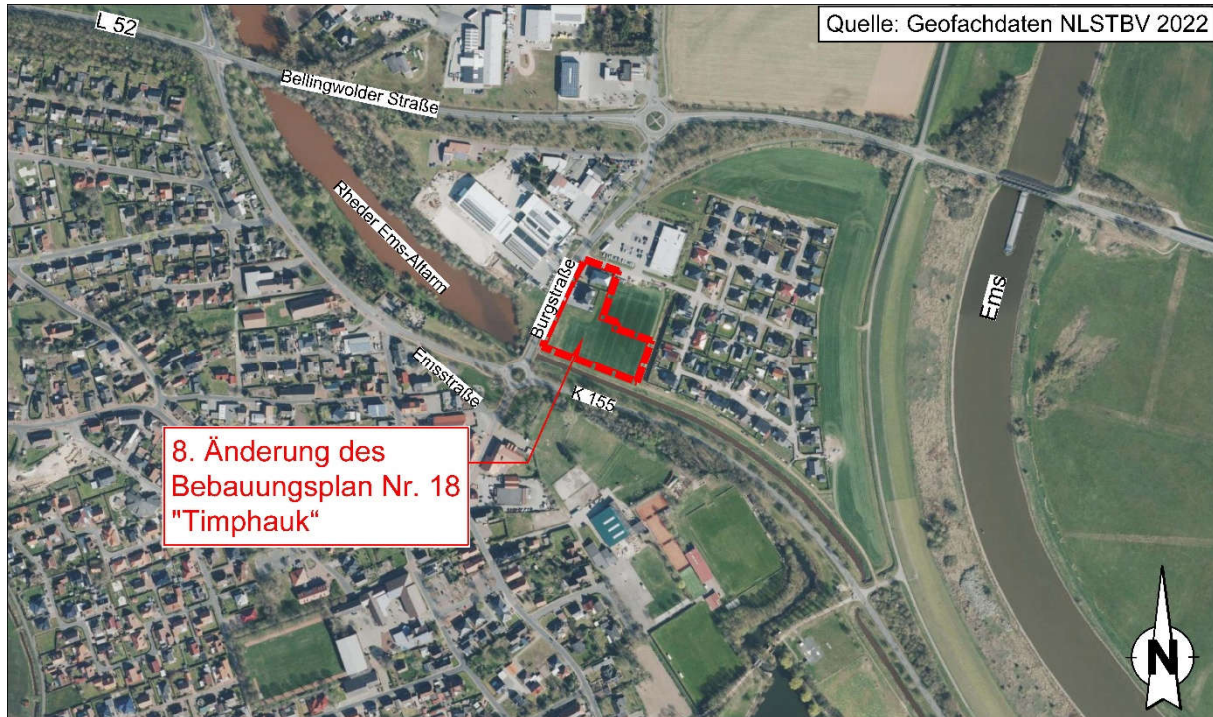 L 52
Quelle: Geofachdaten NLSTBV 2022
Bellingwolder Straße
Rheder Ems-Altarm
Burgstraße
Ems
Emsstraße
K 155
8. Änderung des
Bebauungsplan Nr. 18
"Timphauk“
N